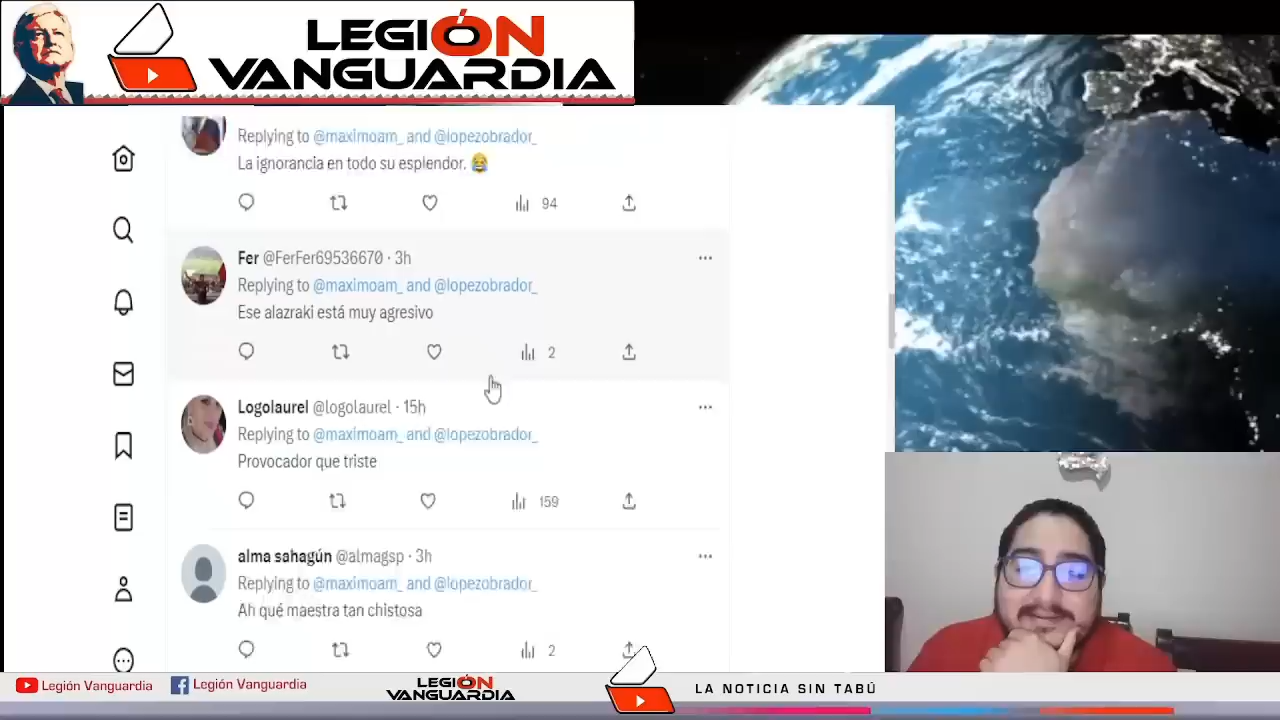 LEGIÓN
VANGUARDIA
Replying to @maximoam_ and @lopezobrador_
La ignorancia en todo su esplendor. 😂
94
Fer @FerFer69536670 · 3h
Replying to @maximoam_ and @lopezobrador_
Ese alazraki está muy agresivo
2
Logolaurel @logolaurel · 15h
Replying to @maximoam_ and @lopezobrador_
Provocador que triste
159
alma sahagún @almagsp · 3h
Replying to @maximoam_ and @lopezobrador_
Ah qué maestra tan chistosa
2
Legión Vanguardia
Legión Vanguardia
LEGIÓN
VANGUARDIA
LA NOTICIA SIN TABÚ